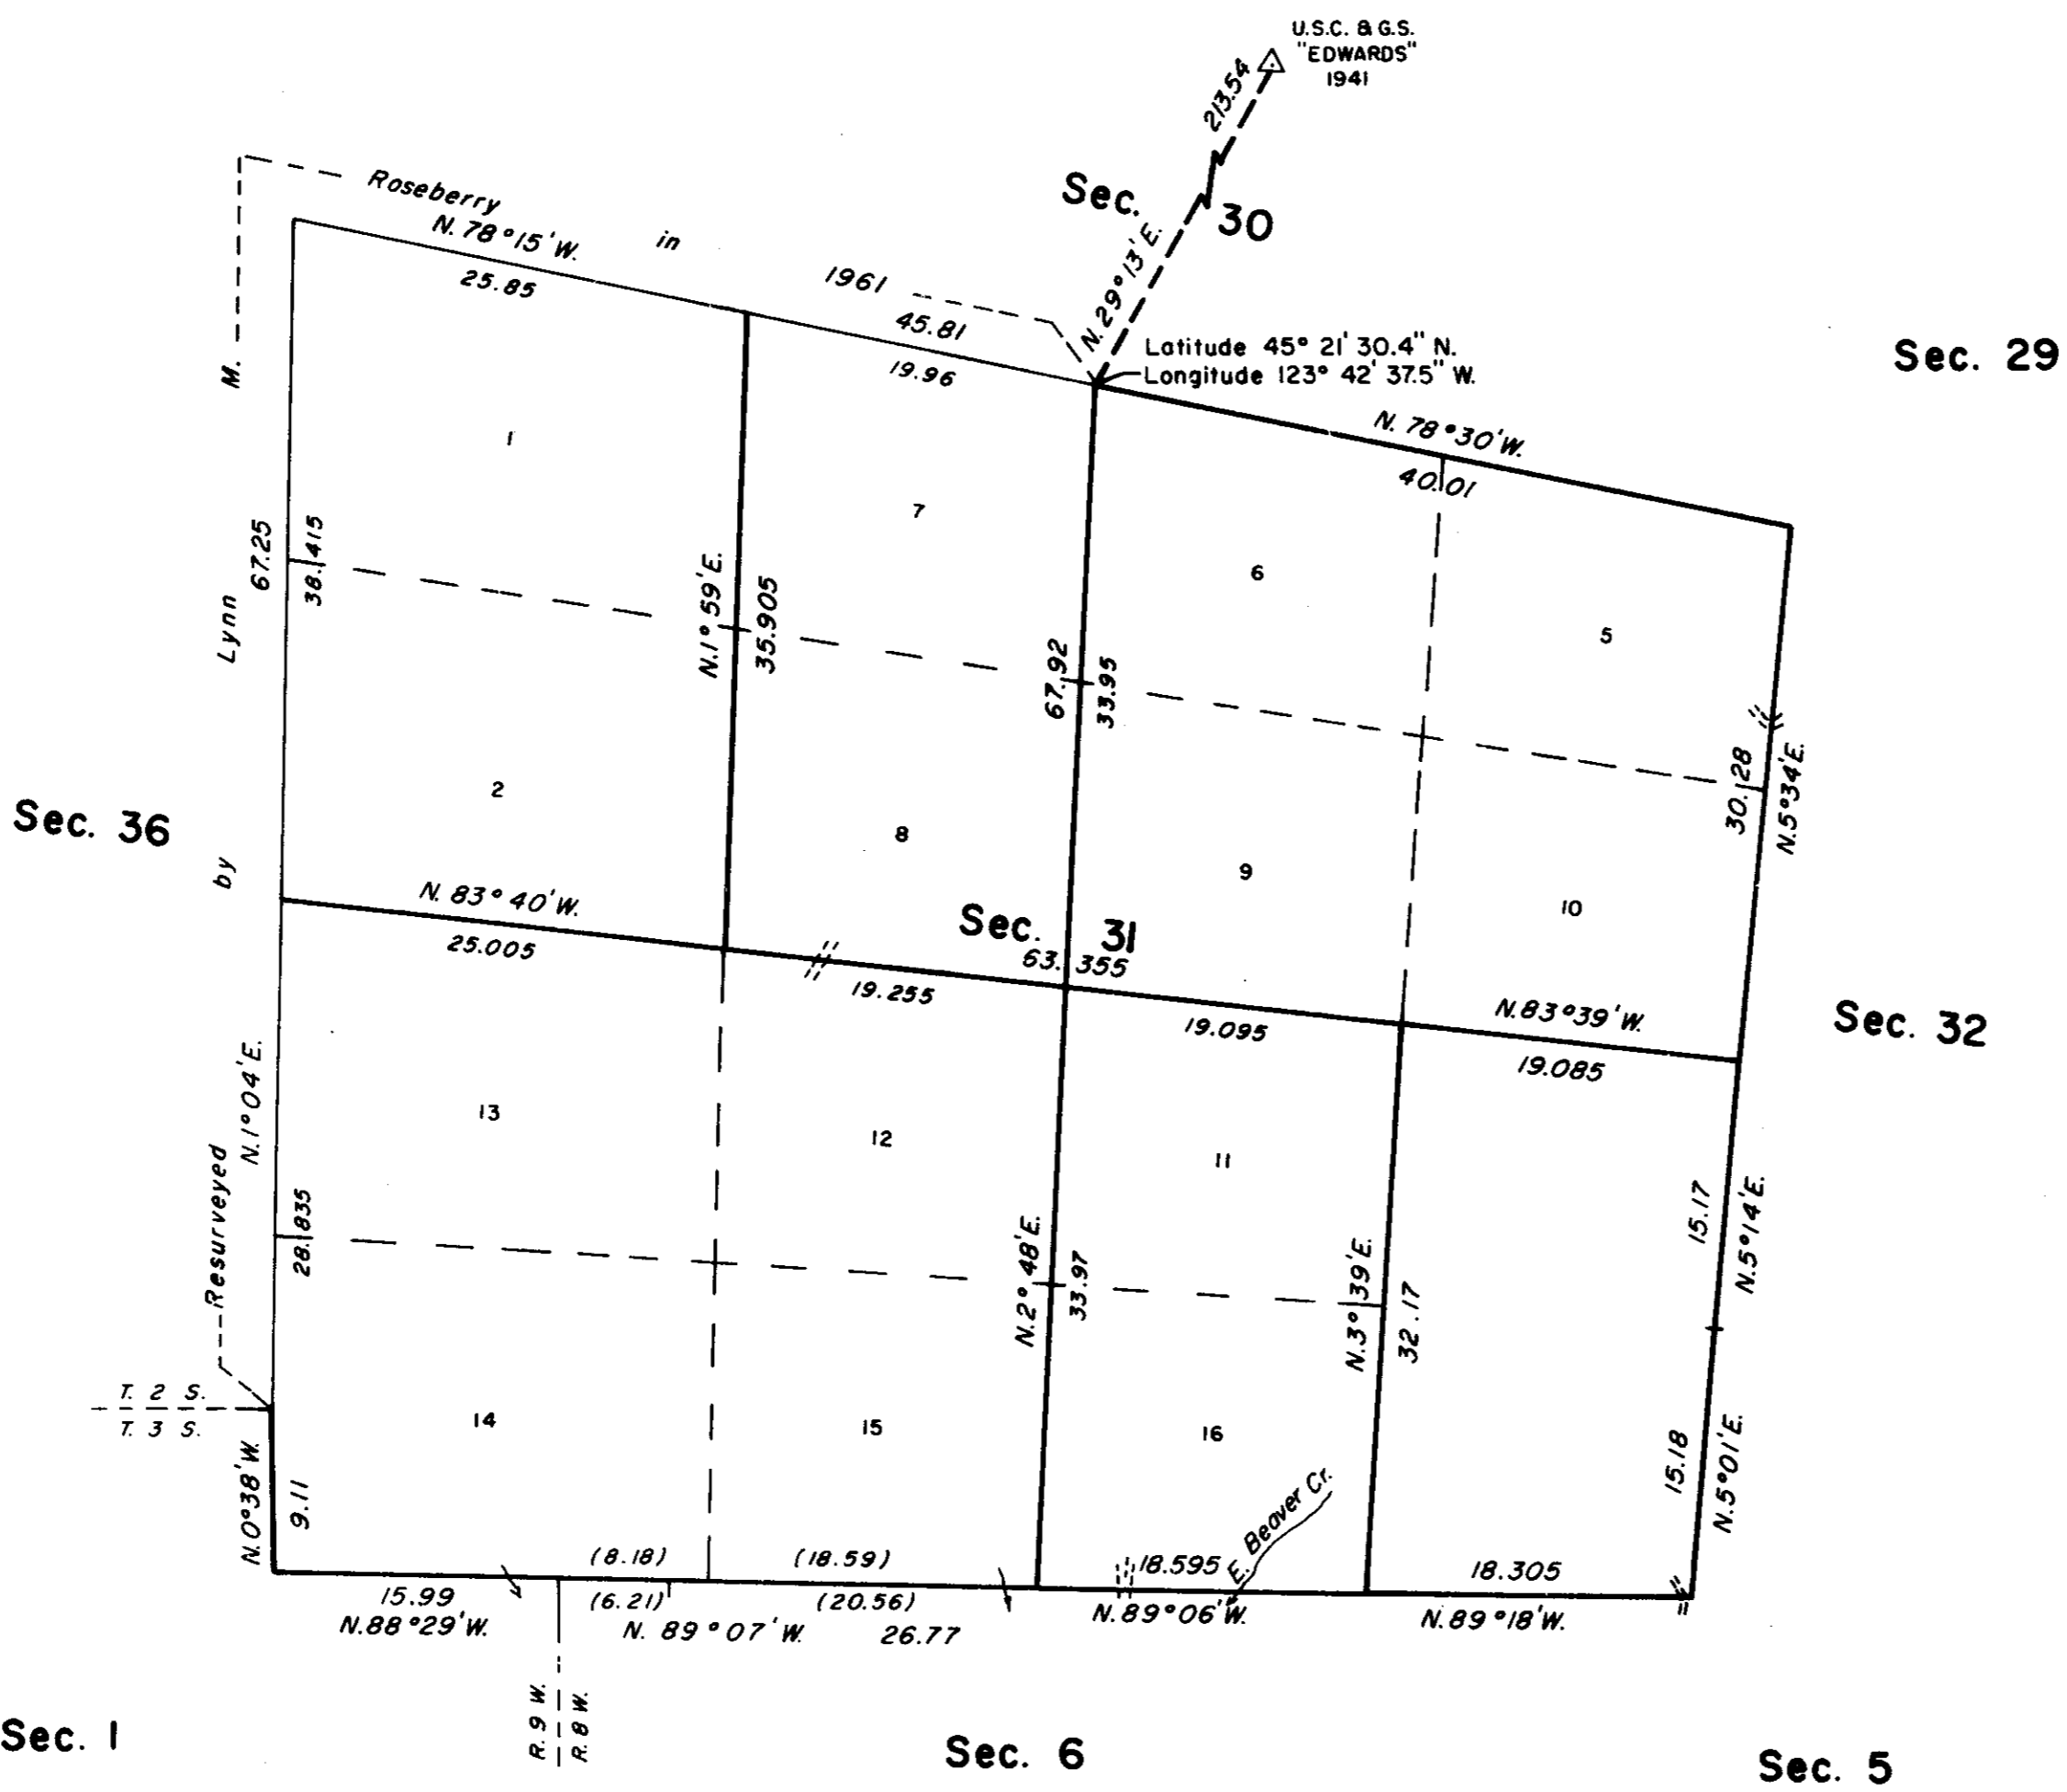 U.S.C. & G.S.
"EDWARDS"
1941
213.54
Roseberry
in
1961
N. 78°15' W.
25.85
45.81
19.96
Sec. 30
N. 29°13' E.
Latitude 45° 21' 30.4" N.
Longitude 123° 42' 37.5" W.
Sec. 29
N. 78°30' W.
40.01
M.
Lynn
by
Resurveyed
67.25
38.415
1
7
6
5
N. 1°59' E.
35.905
67.92
33.95
30.28
N. 5°34' E.
Sec. 36
2
8
9
10
N. 83°40' W.
25.005
Sec. 31
63.355
19.255
19.095
N. 83°39' W.
19.085
Sec. 32
N. 1°04' E.
13
12
11
28.835
N. 2°48' E.
33.97
N. 3°39' E.
32.17
15.17
N. 5°14' E.
T. 2 S.
T. 3 S.
14
15
16
N. 0°38' W.
9.11
15.18
N. 5°01' E.
E. Beaver Cr.
(8.18)
(18.59)
18.595
18.305
15.99
(6.21)
(20.56)
N. 88°29' W.
N. 89°07' W.
26.77
N. 89°06' W.
N. 89°18' W.
R. 9 W.
R. 8 W.
Sec. 1
Sec. 6
Sec. 5